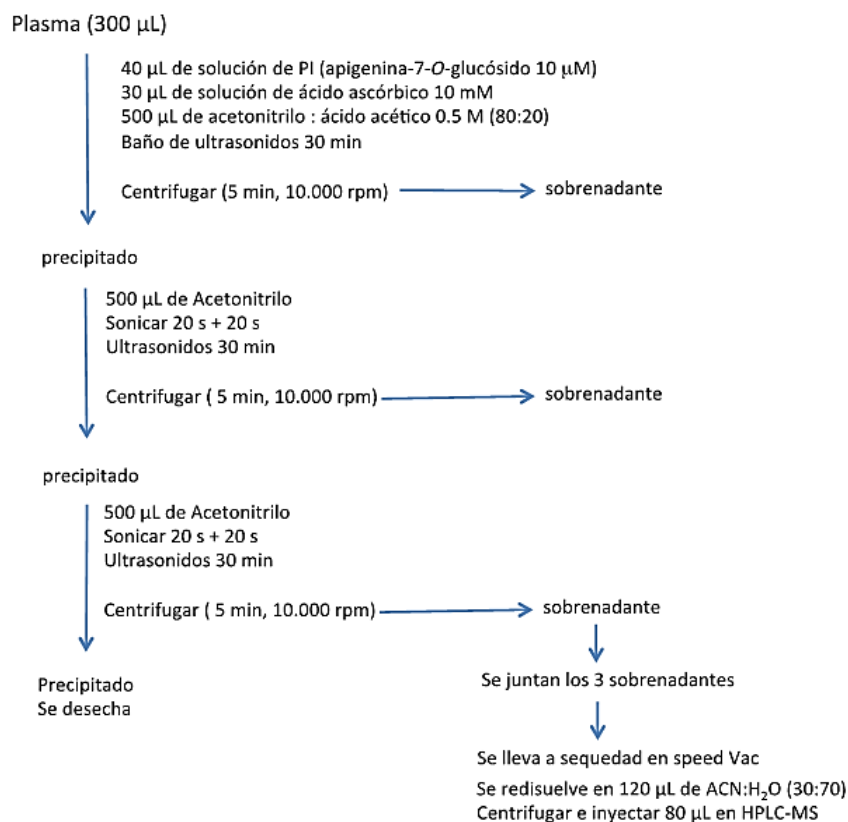 Plasma (300 µL)
40 µL de solución de PI (apigenina-7-O-glucósido 10 µM)
30 µL de solución de ácido ascórbico 10 mM
500 µL de acetonitrilo : ácido acético 0.5 M (80:20)
Baño de ultrasonidos 30 min
Centrifugar (5 min, 10.000 rpm)
sobrenadante
precipitado
500 µL de Acetonitrilo
Sonicar 20 s + 20 s
Ultrasonidos 30 min
Centrifugar ( 5 min, 10.000 rpm)
sobrenadante
precipitado
500 µL de Acetonitrilo
Sonicar 20 s + 20 s
Ultrasonidos 30 min
Centrifugar ( 5 min, 10.000 rpm)
sobrenadante
Precipitado
Se desecha
Se juntan los 3 sobrenadantes
Se lleva a sequedad en speed Vac
Se redisuelve en 120 µL de ACN:H₂O (30:70)
Centrifugar e inyectar 80 µL en HPLC-MS